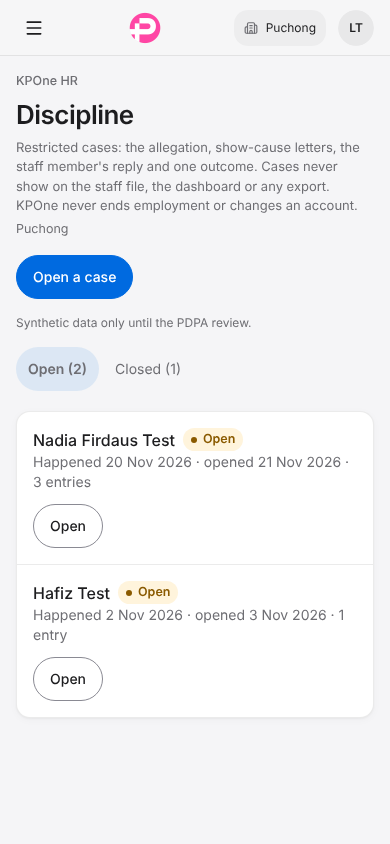 Puchong
LT
KPOne HR
Discipline
Restricted cases: the allegation, show-cause letters, the
staff member's reply and one outcome. Cases never
show on the staff file, the dashboard or any export.
KPOne never ends employment or changes an account.
Puchong
Open a case
Synthetic data only until the PDPA review.
Open (2)
Closed (1)
Nadia Firdaus Test
Open
Happened 20 Nov 2026 · opened 21 Nov 2026 ·
3 entries
Open
Hafiz Test
Open
Happened 2 Nov 2026 · opened 3 Nov 2026 · 1
entry
Open